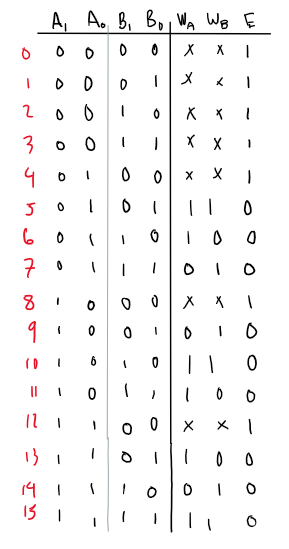 A₁ A₀ B₁ B₀ W_A W_B E
0 0 0 0 0 x x 1
1 0 0 0 1 x x 1
2 0 0 1 0 x x 1
3 0 0 1 1 x x 1
4 0 1 0 0 x x 1
5 0 1 0 1 1 1 0
6 0 1 1 0 1 0 0
7 0 1 1 1 0 1 0
8 1 0 0 0 x x 1
9 1 0 0 1 0 1 0
10 1 0 1 0 1 1 0
11 1 0 1 1 1 0 0
12 1 1 0 0 x x 1
13 1 1 0 1 1 0 0
14 1 1 1 0 0 1 0
15 1 1 1 1 1 1 0